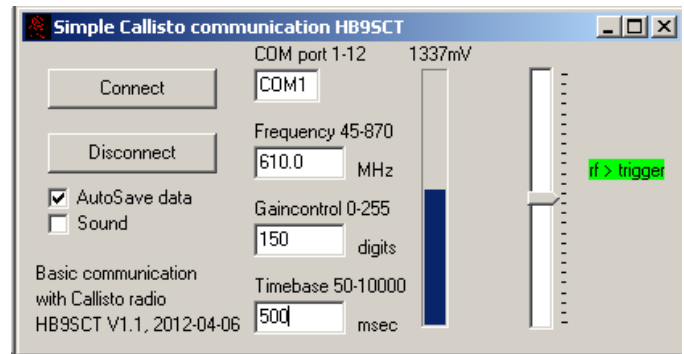 Simple Callisto communication HB9SCT
COM port 1-12
1337mV
Connect
COM1
Frequency 45-870
Disconnect
610.0
MHz
rf > trigger
AutoSave data
Sound
Gaincontrol 0-255
150
digits
Basic communication
with Callisto radio
HB9SCT V1.1, 2012-04-06
Timebase 50-10000
500
msec